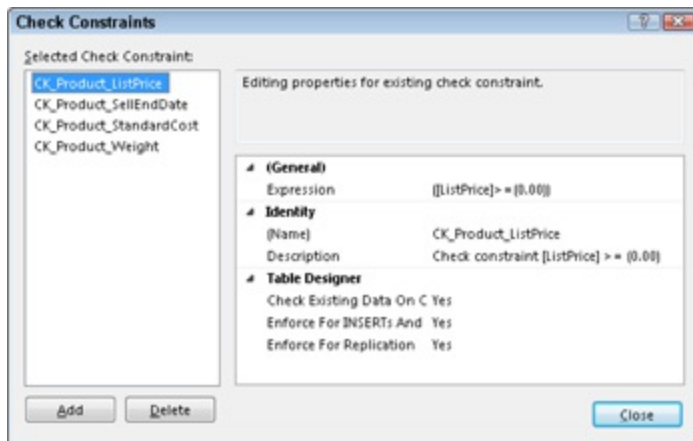 Check Constraints
Selected Check Constraint:
CK_Product_ListPrice
CK_Product_SellEndDate
CK_Product_StandardCost
CK_Product_Weight
Editing properties for existing check constraint.
(General)
Expression ([ListPrice]>=(0.00))
Identity
(Name) CK_Product_ListPrice
Description Check constraint [ListPrice] >= (0.00)
Table Designer
Check Existing Data On C Yes
Enforce For INSERTs And Yes
Enforce For Replication Yes
Add Delete
Close